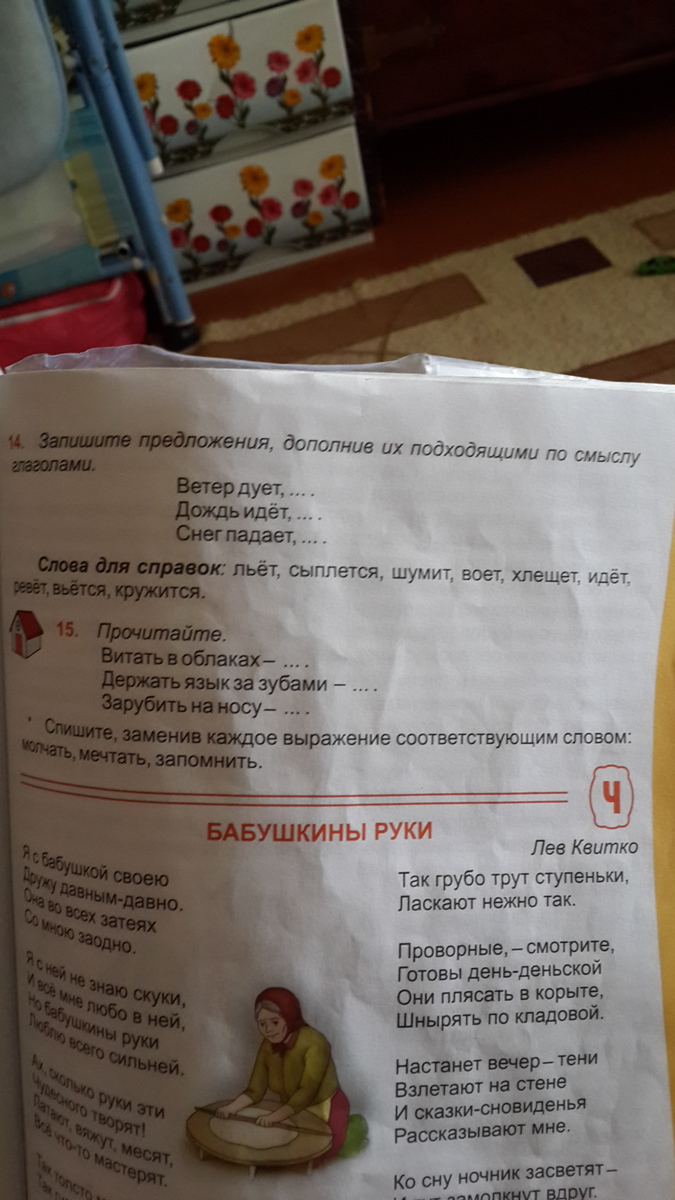 14. Запишите предложения, дополнив их подходящими по смыслу
глаголами.
Ветер дует, ... .
Дождь идёт, ... .
Снег падает, ... .
Слова для справок: льёт, сыплется, шумит, воет, хлещет, идёт,
ревёт, вьётся, кружится.
15. Прочитайте.
Витать в облаках – ... .
Держать язык за зубами – ... .
Зарубить на носу – ... .
* Спишите, заменив каждое выражение соответствующим словом:
молчать, мечтать, запомнить.
Ч
БАБУШКИНЫ РУКИ
Лев Квитко
Я с бабушкой своею
Дружу давным-давно.
Она во всех затеях
Со мною заодно.
Я с ней не знаю скуки,
И всё мне любо в ней,
Но бабушкины руки
Люблю всего сильней.
Ах, сколько руки эти
Чудесного творят!
Латают, вяжут, месят,
Всё что-то мастерят.
Так толсто
Так грубо трут ступеньки,
Ласкают нежно так.
Проворные, – смотрите,
Готовы день-деньской
Они плясать в корыте,
Шнырять по кладовой.
Настанет вечер – тени
Взлетают на стене
И сказки-сновиденья
Рассказывают мне.
Ко сну ночник засветят –
И тут замолкнут вдруг.